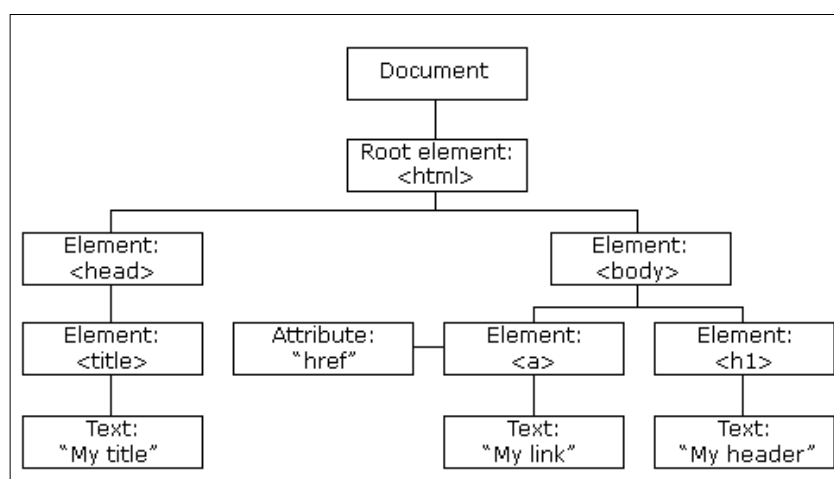 Document
Root element:
<html>
Element:
<head>
Element:
<body>
Element:
<title>
Attribute:
“href”
Element:
<a>
Element:
<h1>
Text:
“My title”
Text:
“My link”
Text:
“My header”